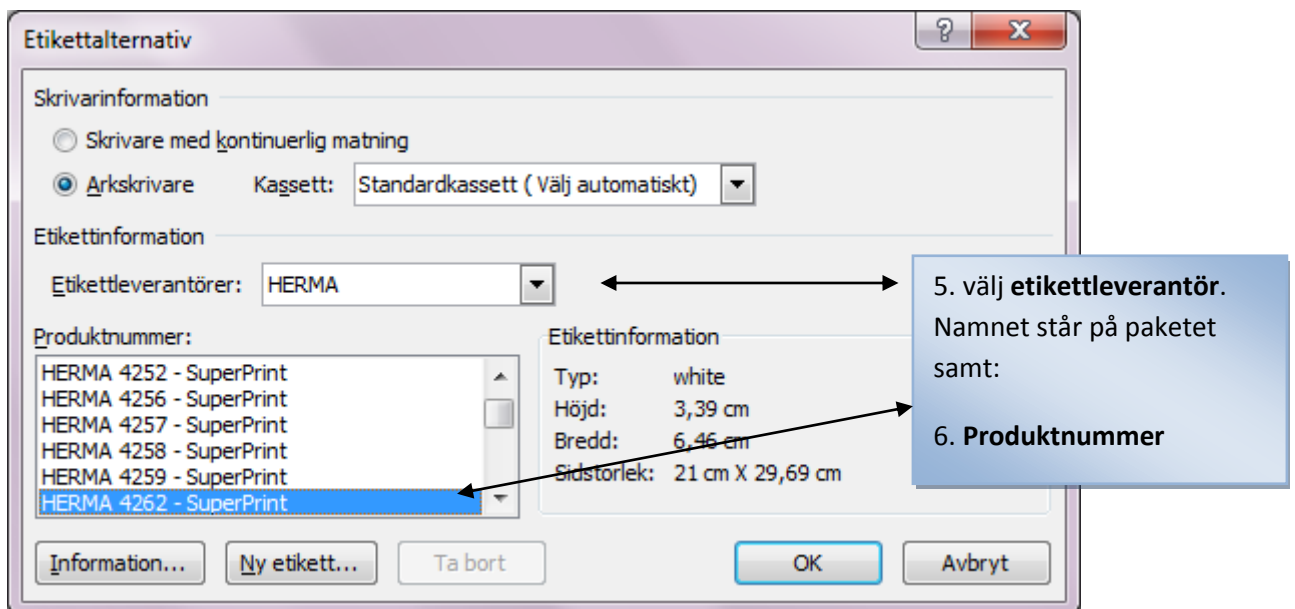 Etikettalternativ
Skrivarinformation
Skrivare med kontinuerlig matning
Arkskrivare Kassett: Standardkassett ( Välj automatiskt)
Etikettinformation
Etikettleverantörer: HERMA
Produktnummer:
HERMA 4252 - SuperPrint
HERMA 4256 - SuperPrint
HERMA 4257 - SuperPrint
HERMA 4258 - SuperPrint
HERMA 4259 - SuperPrint
HERMA 4262 - SuperPrint
Etikettinformation
Typ: white
Höjd: 3,39 cm
Bredd: 6,46 cm
Sidstorlek: 21 cm X 29,69 cm
5. välj etikettleverantör.
Namnet står på paketet
samt:
6. Produktnummer
Information... Ny etikett... Ta bort OK Avbryt